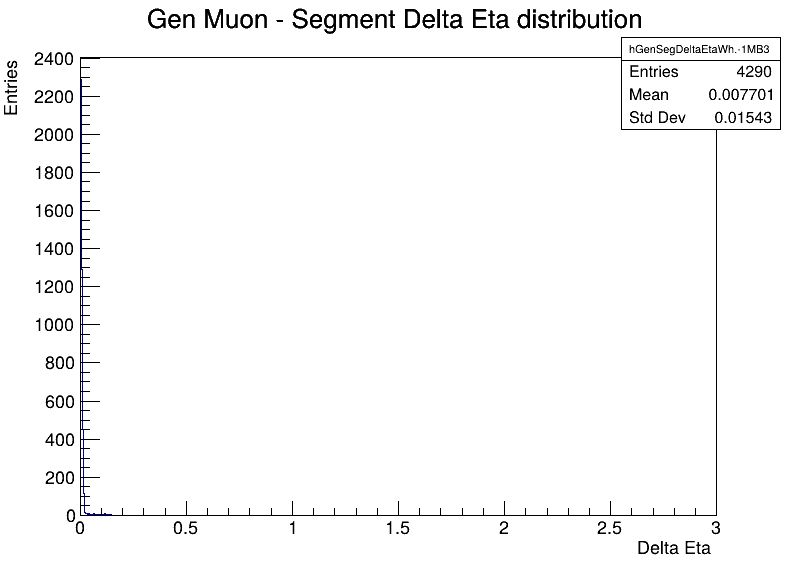 Gen Muon - Segment Delta Eta distribution
hGenSegDeltaEtaWh.-1MB3
Entries 4290
Mean 0.007701
Std Dev 0.01543
Entries
2400
2200
2000
1800
1600
1400
1200
1000
800
600
400
200
0
0 0.5 1 1.5 2 2.5 3
Delta Eta